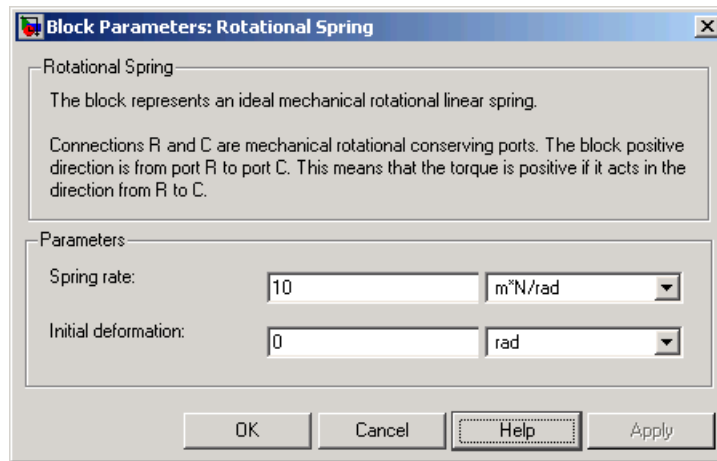 Block Parameters: Rotational Spring
Rotational Spring
The block represents an ideal mechanical rotational linear spring.
Connections R and C are mechanical rotational conserving ports. The block positive
direction is from port R to port C. This means that the torque is positive if it acts in the
direction from R to C.
Parameters
Spring rate: 10 m*N/rad
Initial deformation: 0 rad
OK Cancel Help Apply